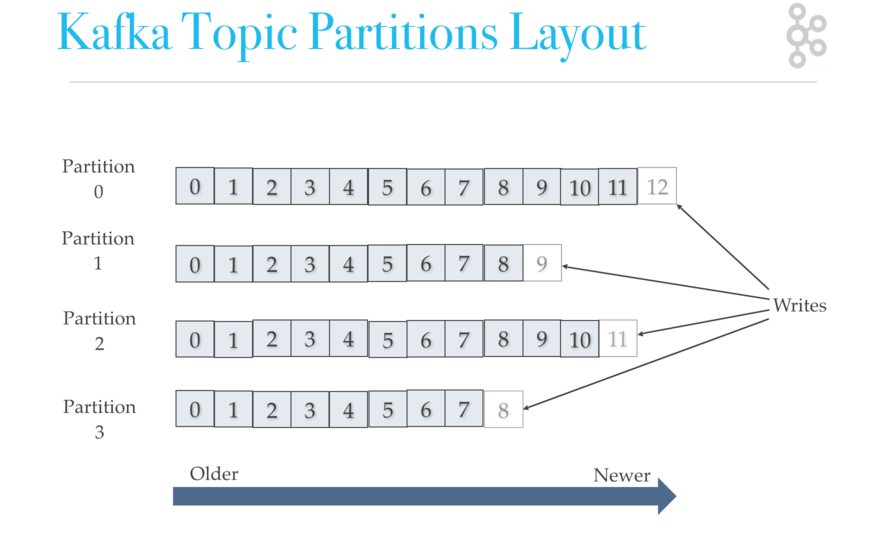 Kafka Topic Partitions Layout
Partition
0
0 1 2 3 4 5 6 7 8 9 10 11 12
Partition
1
0 1 2 3 4 5 6 7 8 9
Writes
Partition
2
0 1 2 3 4 5 6 7 8 9 10 11
Partition
3
0 1 2 3 4 5 6 7 8
Older
Newer